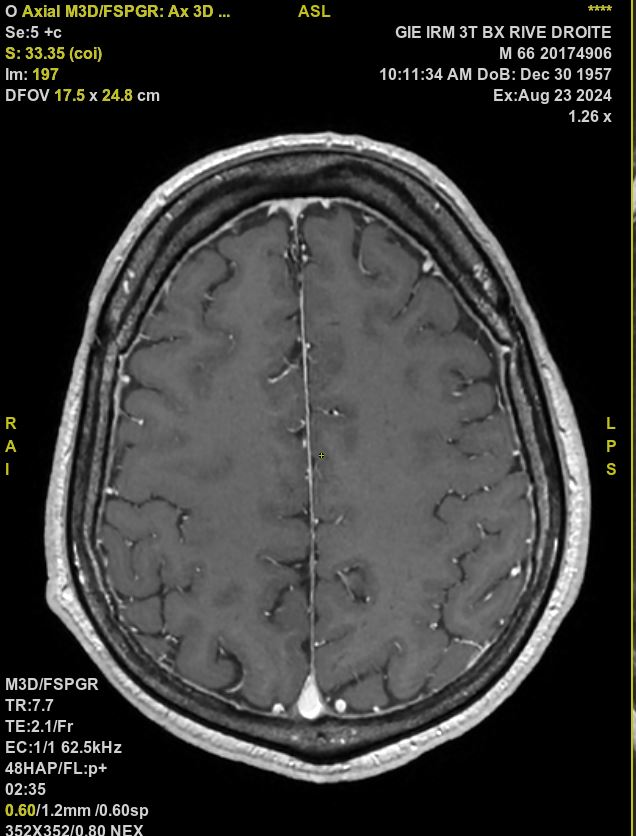 O Axial M3D/FSPGR: Ax 3D ...
ASL
****
Se:5 +c
GIE IRM 3T BX RIVE DROITE
S: 33.35 (coi)
M 66 20174906
Im: 197
10:11:34 AM DoB: Dec 30 1957
DFOV 17.5 x 24.8 cm
Ex:Aug 23 2024
1.26 x
R
A
I
L
P
S
M3D/FSPGR
TR:7.7
TE:2.1/Fr
EC:1/1 62.5kHz
48HAP/FL:p+
02:35
0.60/1.2mm /0.60sp
352X352/0.80 NEX